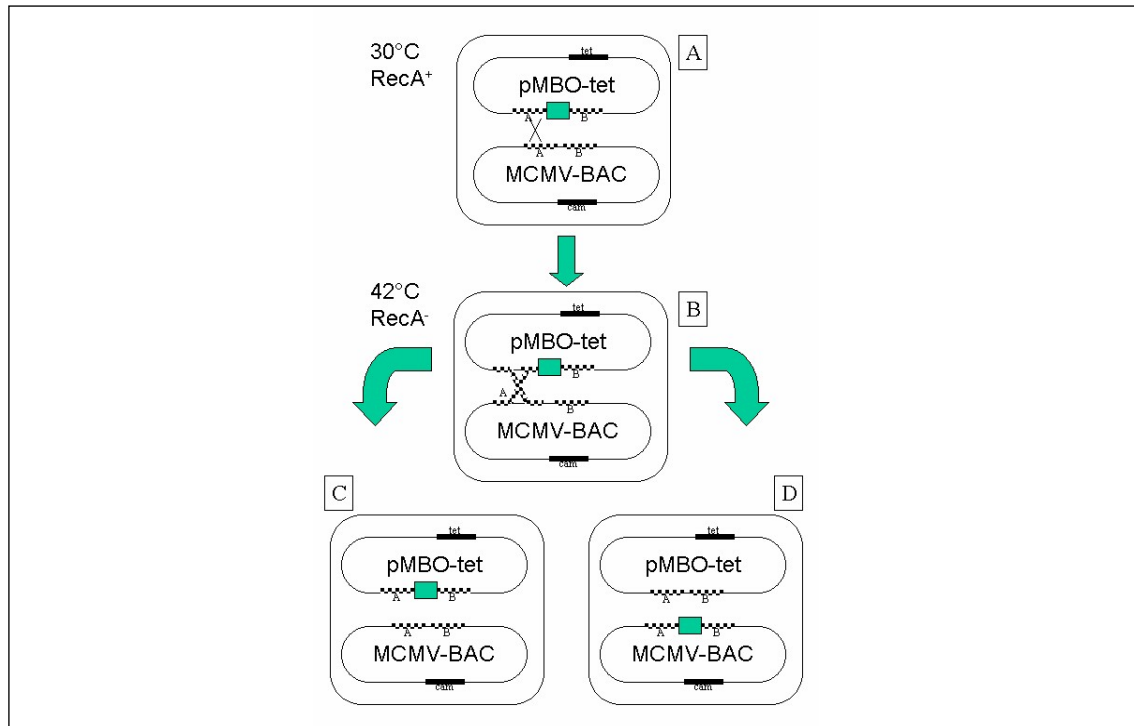 30°C
RecA⁺
tet
A
pMBO-tet
A B
A B
MCMV-BAC
cam
42°C
RecA⁻
tet
B
pMBO-tet
B
A
B
MCMV-BAC
cam
C
D
tet
pMBO-tet
A B
A B
MCMV-BAC
cam
tet
pMBO-tet
A B
A B
MCMV-BAC
cam